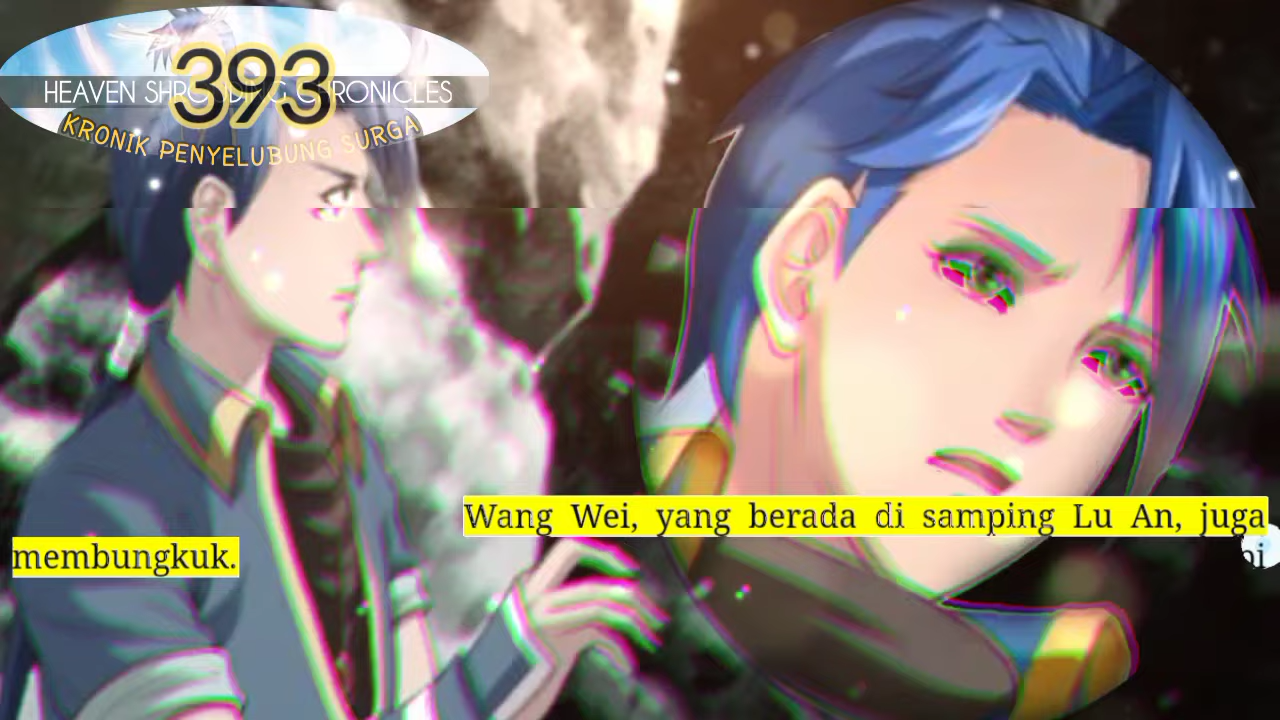 393
HEAVEN SHROUDING CHRONICLES
KRONIK PENYELUBUNG SURGA
Wang Wei, yang berada di samping Lu An, juga
membungkuk.